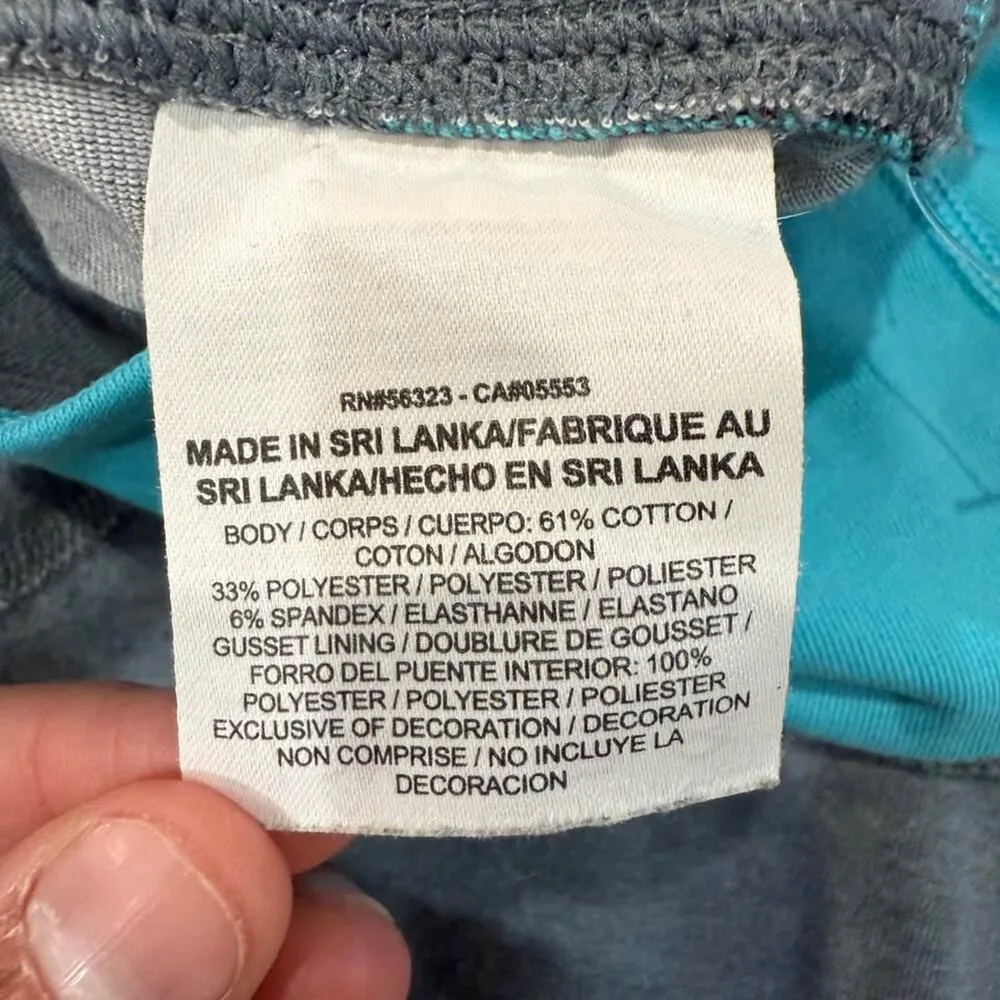 RN#56323 - CA#05553
MADE IN SRI LANKA/FABRIQUE AU
SRI LANKA/HECHO EN SRI LANKA
BODY / CORPS / CUERPO: 61% COTTON /
COTON / ALGODON
33% POLYESTER / POLYESTER / POLIESTER
6% SPANDEX / ELASTHANNE / ELASTANO
GUSSET LINING / DOUBLURE DE GOUSSET /
FORRO DEL PUENTE INTERIOR: 100%
POLYESTER / POLYESTER / POLIESTER
EXCLUSIVE OF DECORATION / DECORATION
NON COMPRISE / NO INCLUYE LA
DECORACION